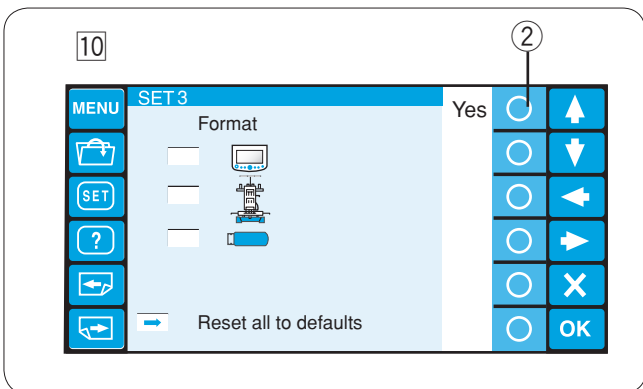 10
2
MENU
SET 3
Yes
Format
SET
?
Reset all to defaults
OK